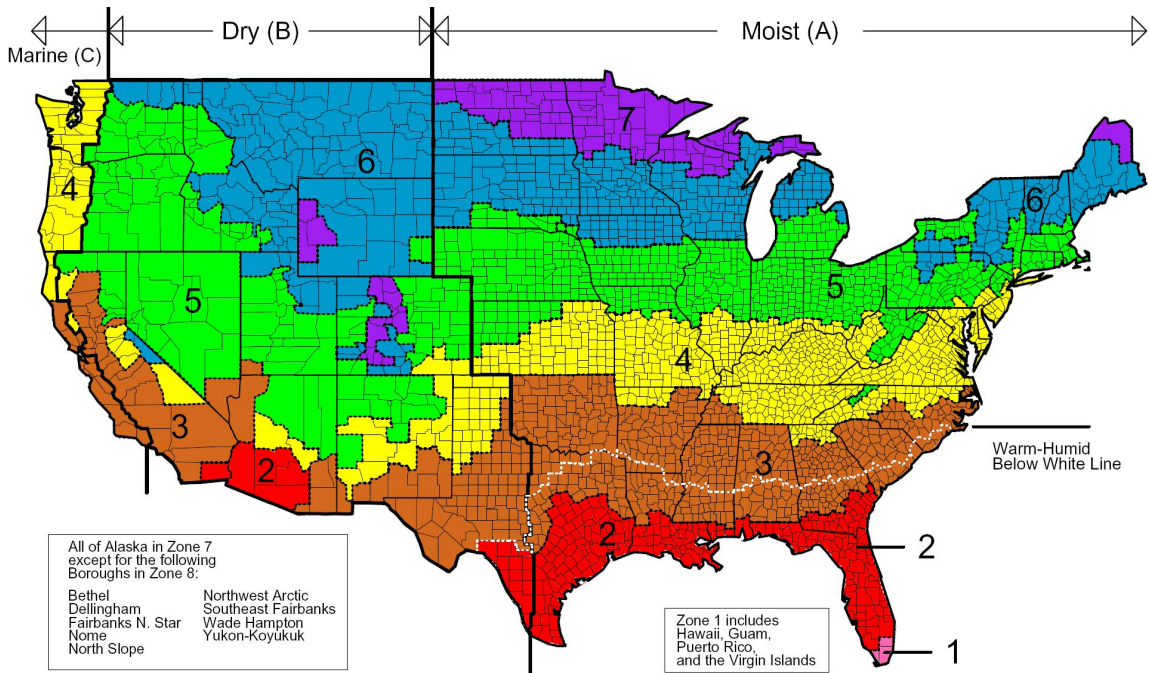 Marine (C)
Dry (B)
Moist (A)
7
6
4
6
5
5
4
3
3
2
2
Warm-Humid
Below White Line
2
1
All of Alaska in Zone 7
except for the following
Boroughs in Zone 8:
Bethel
Dellingham
Fairbanks N. Star
Nome
North Slope
Northwest Arctic
Southeast Fairbanks
Wade Hampton
Yukon-Koyukuk
Zone 1 includes
Hawaii, Guam,
Puerto Rico,
and the Virgin Islands